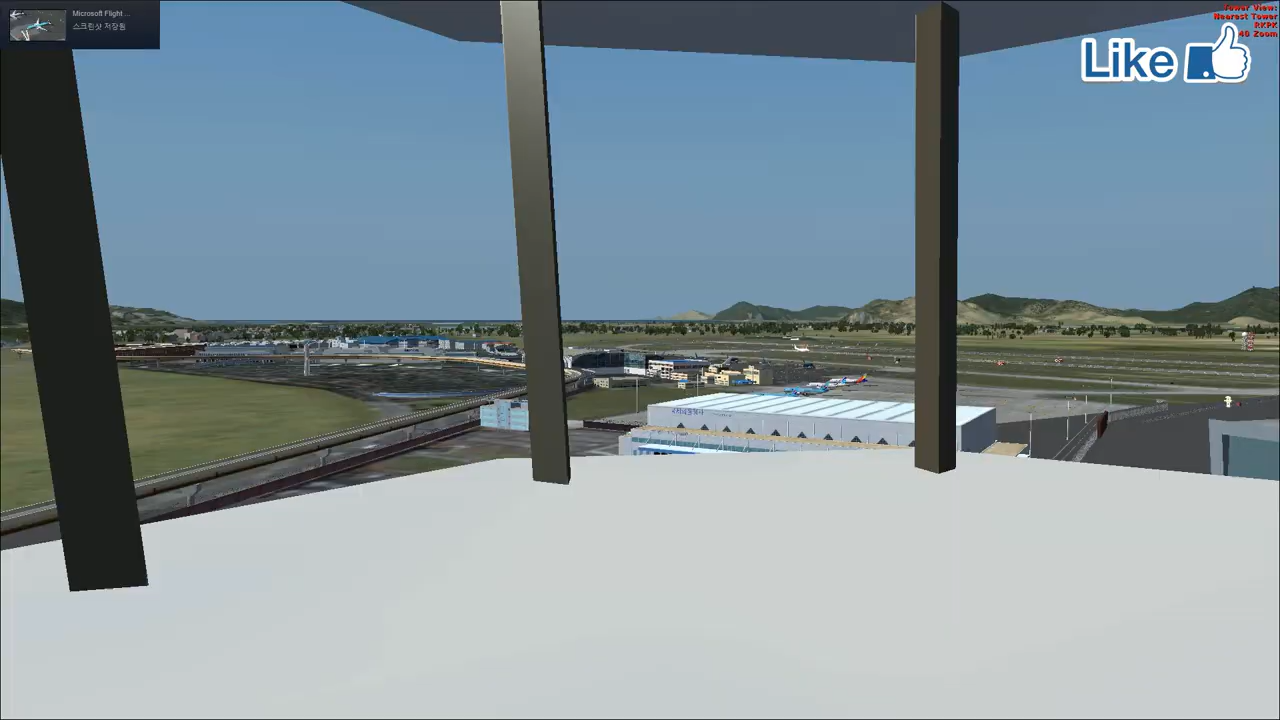 Microsoft Flight ...
스크린샷 저장됨
Tower View:
Nearest Tower
RKPK
40 Zoom
Like